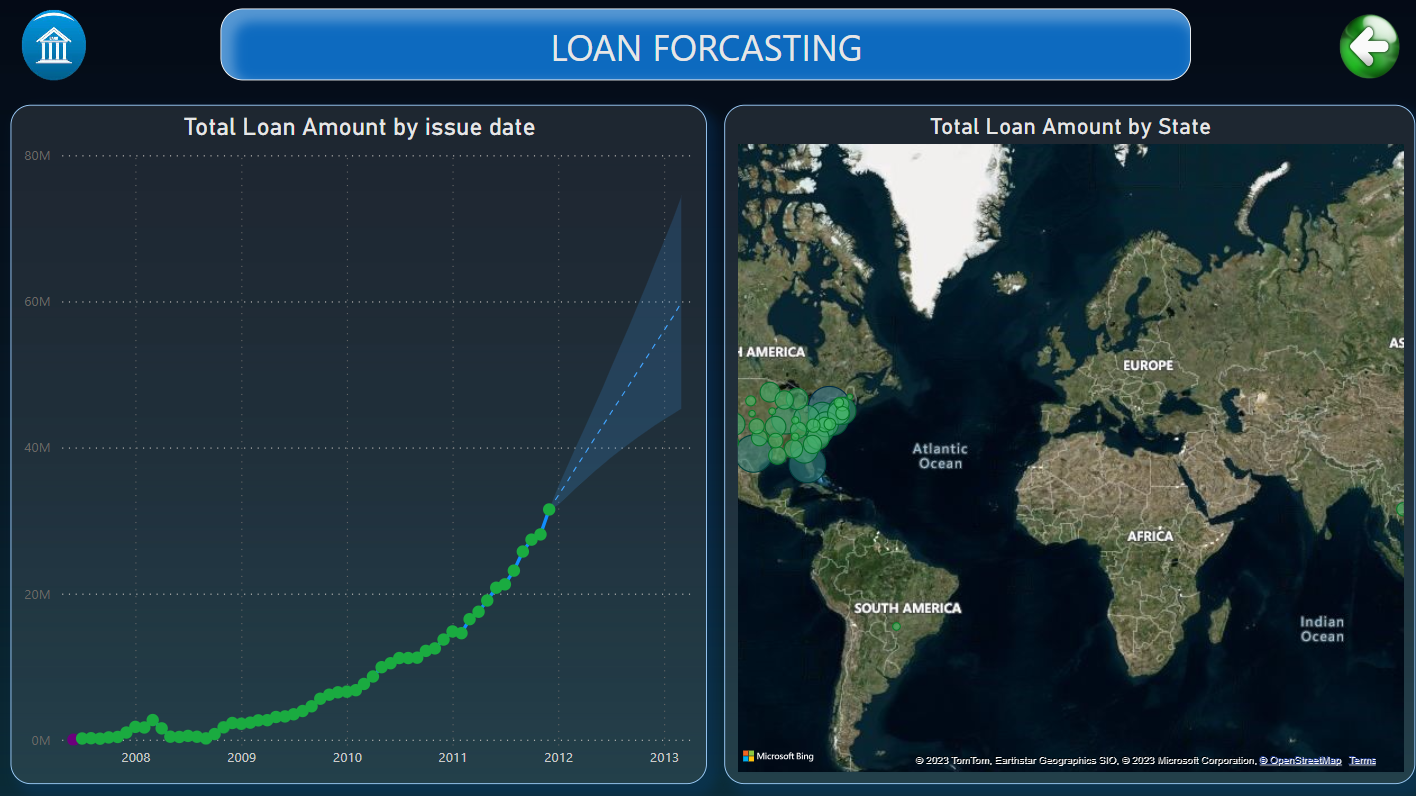 LOAN FORCASTING
Total Loan Amount by issue date
80M
60M
40M
20M
0M
2008
2009
2010
2011
2012
2013
Total Loan Amount by State
H AMERICA
EUROPE
AS
Atlantic
Ocean
AFRICA
SOUTH AMERICA
Indian
Ocean
Microsoft Bing
© 2023 TomTom, Earthstar Geographics SIO, © 2023 Microsoft Corporation, © OpenStreetMap Terms